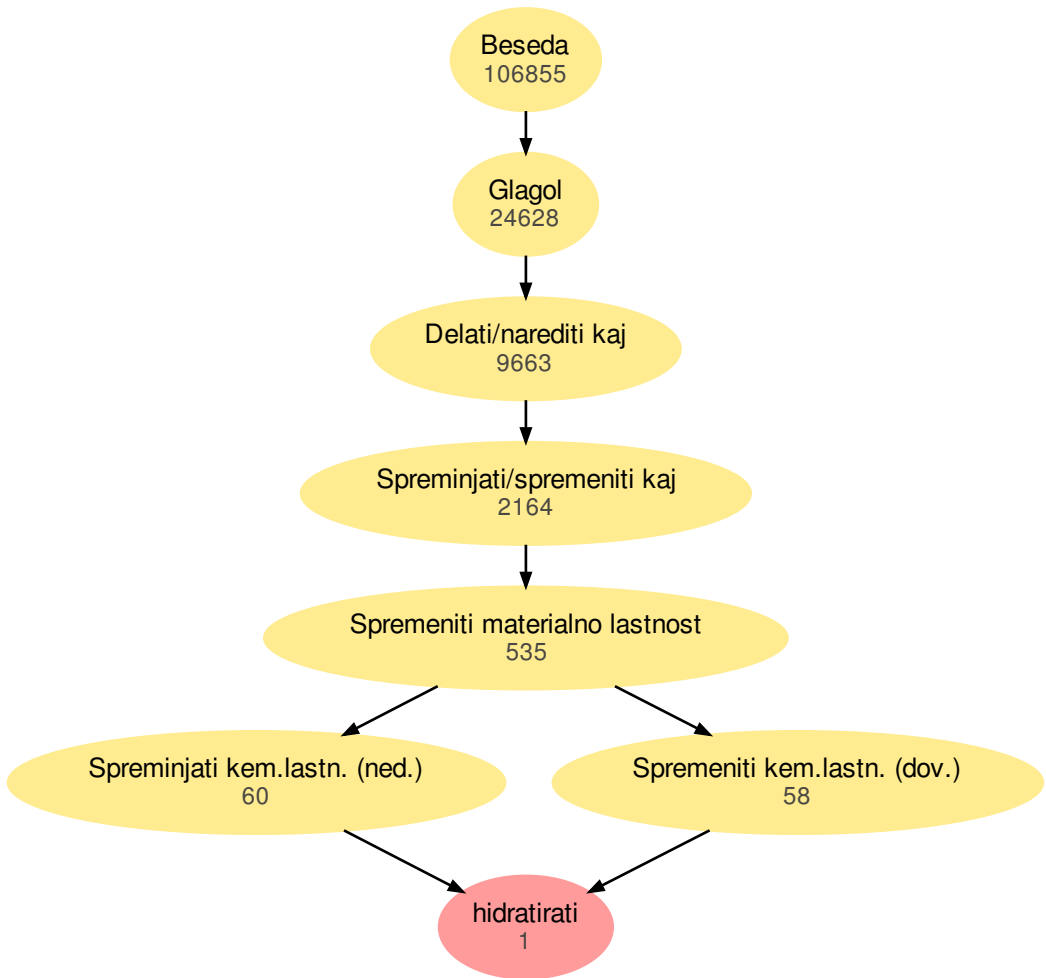 Beseda
106855
Glagol
24628
Delati/narediti kaj
9663
Spreminjati/spremeniti kaj
2164
Spremeniti materialno lastnost
535
Spreminjati kem.lastn. (ned.)
60
Spremeniti kem.lastn. (dov.)
58
hidratirati
1